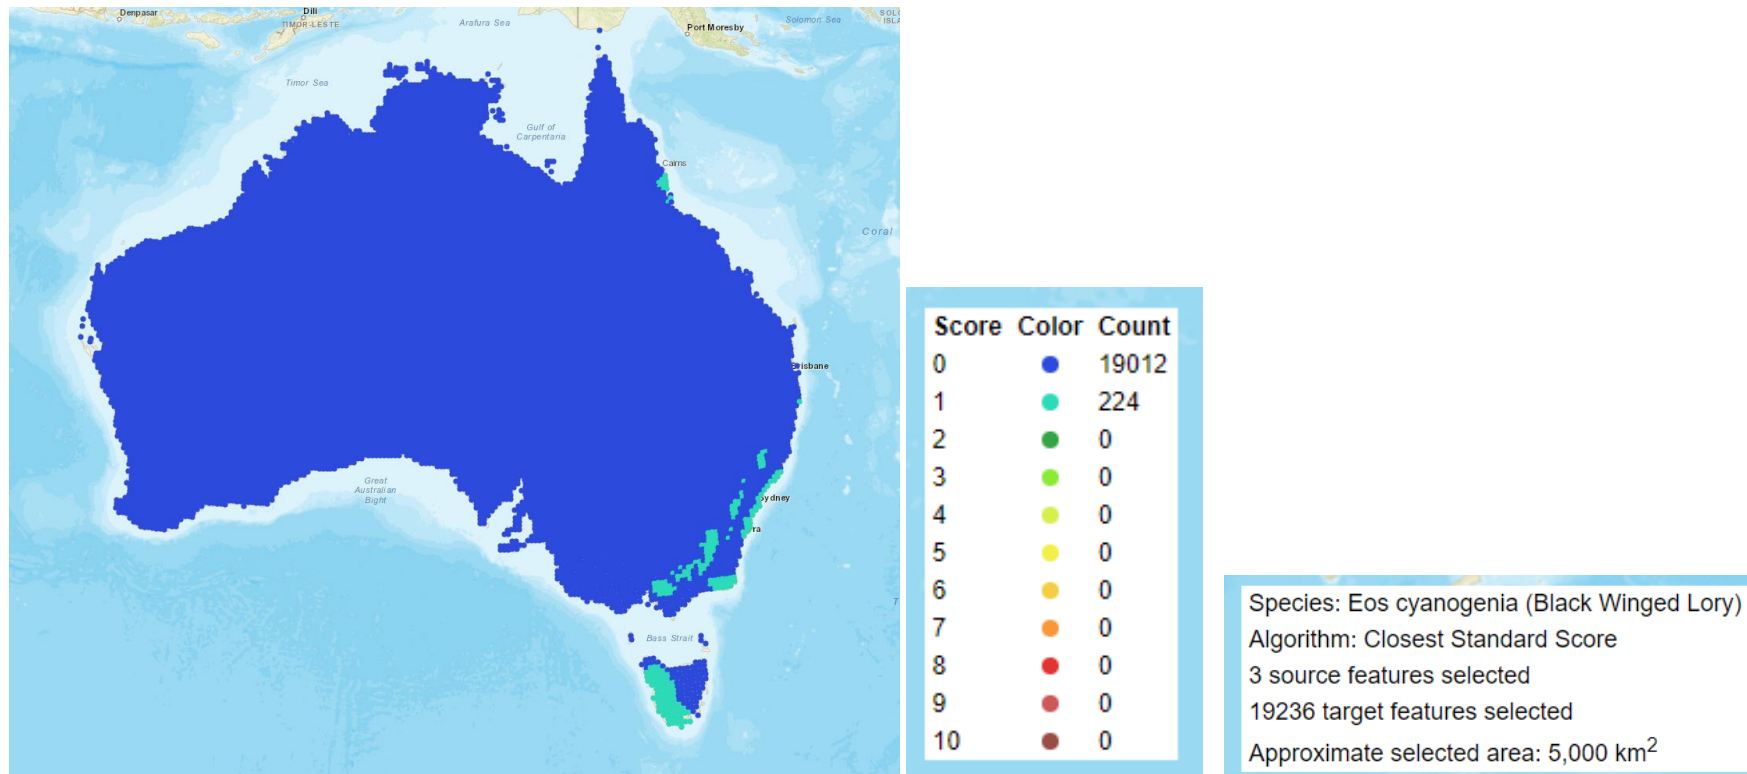 Denpasar
Dili
TIMOR-LESTE
Arafura Sea
Port Moresby
Solomon Sea
SOL
ISLA
Timor Sea
Gulf of
Carpentaria
Cairns
Coral
Brisbane
Great
Australian
Bight
Sydney
ra
Bass Strait
T
Score Color Count
0 19012
1 224
2 0
3 0
4 0
5 0
6 0
7 0
8 0
9 0
10 0
Species: Eos cyanogenia (Black Winged Lory)
Algorithm: Closest Standard Score
3 source features selected
19236 target features selected
Approximate selected area: 5,000 km²